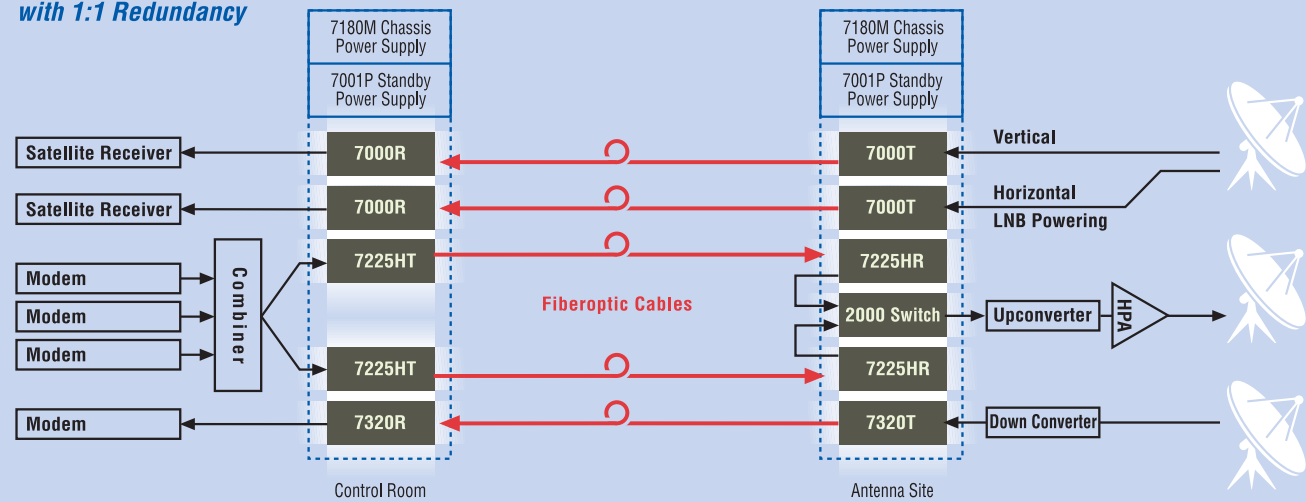 with 1:1 Redundancy
7180M Chassis
Power Supply
7001P Standby
Power Supply
7180M Chassis
Power Supply
7001P Standby
Power Supply
Satellite Receiver
7000R
7000T
Vertical
Satellite Receiver
7000R
7000T
Horizontal
LNB Powering
Modem
Modem
Modem
Combiner
7225HT
7225HR
Fiberoptic Cables
2000 Switch
Upconverter
HPA
7225HT
7225HR
Modem
7320R
7320T
Down Converter
Control Room
Antenna Site